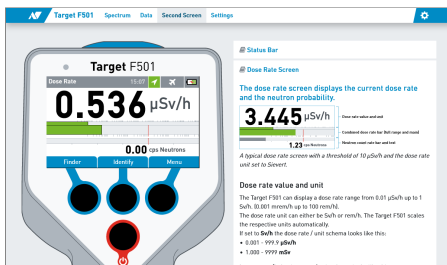 Target F501 Spectrum Data Second Screen Settings
Status Bar
Dose Rate Screen
Target F501
Dose Rate 15:07
0.536 μSv/h
0.00 cps Neutrons
Finder Identify Menu
The dose rate screen displays the current dose rate
and the neutron probability.
3.445 μSv/h
Dose rate value and unit
Combined dose rate bar (full range and zoom)
Neutron count rate bar and text
1.23 cps Neutrons
A typical dose rate screen with a threshold of 10 μSv/h and the dose rate
unit set to Sievert.
Dose rate value and unit
The Target F501 can display a dose rate range from 0.01 μSv/h up to 1
Sv/h. [0.001 mrem/h up to 100 rem/h].
The dose rate unit can either be Sv/h or rem/h. The Target F501 scales
the respective units automatically.
If set to Sv/h the dose rate / unit schema looks like this:
• 0.001 - 999.9 μSv/h
• 1.000 - 9999 mSv